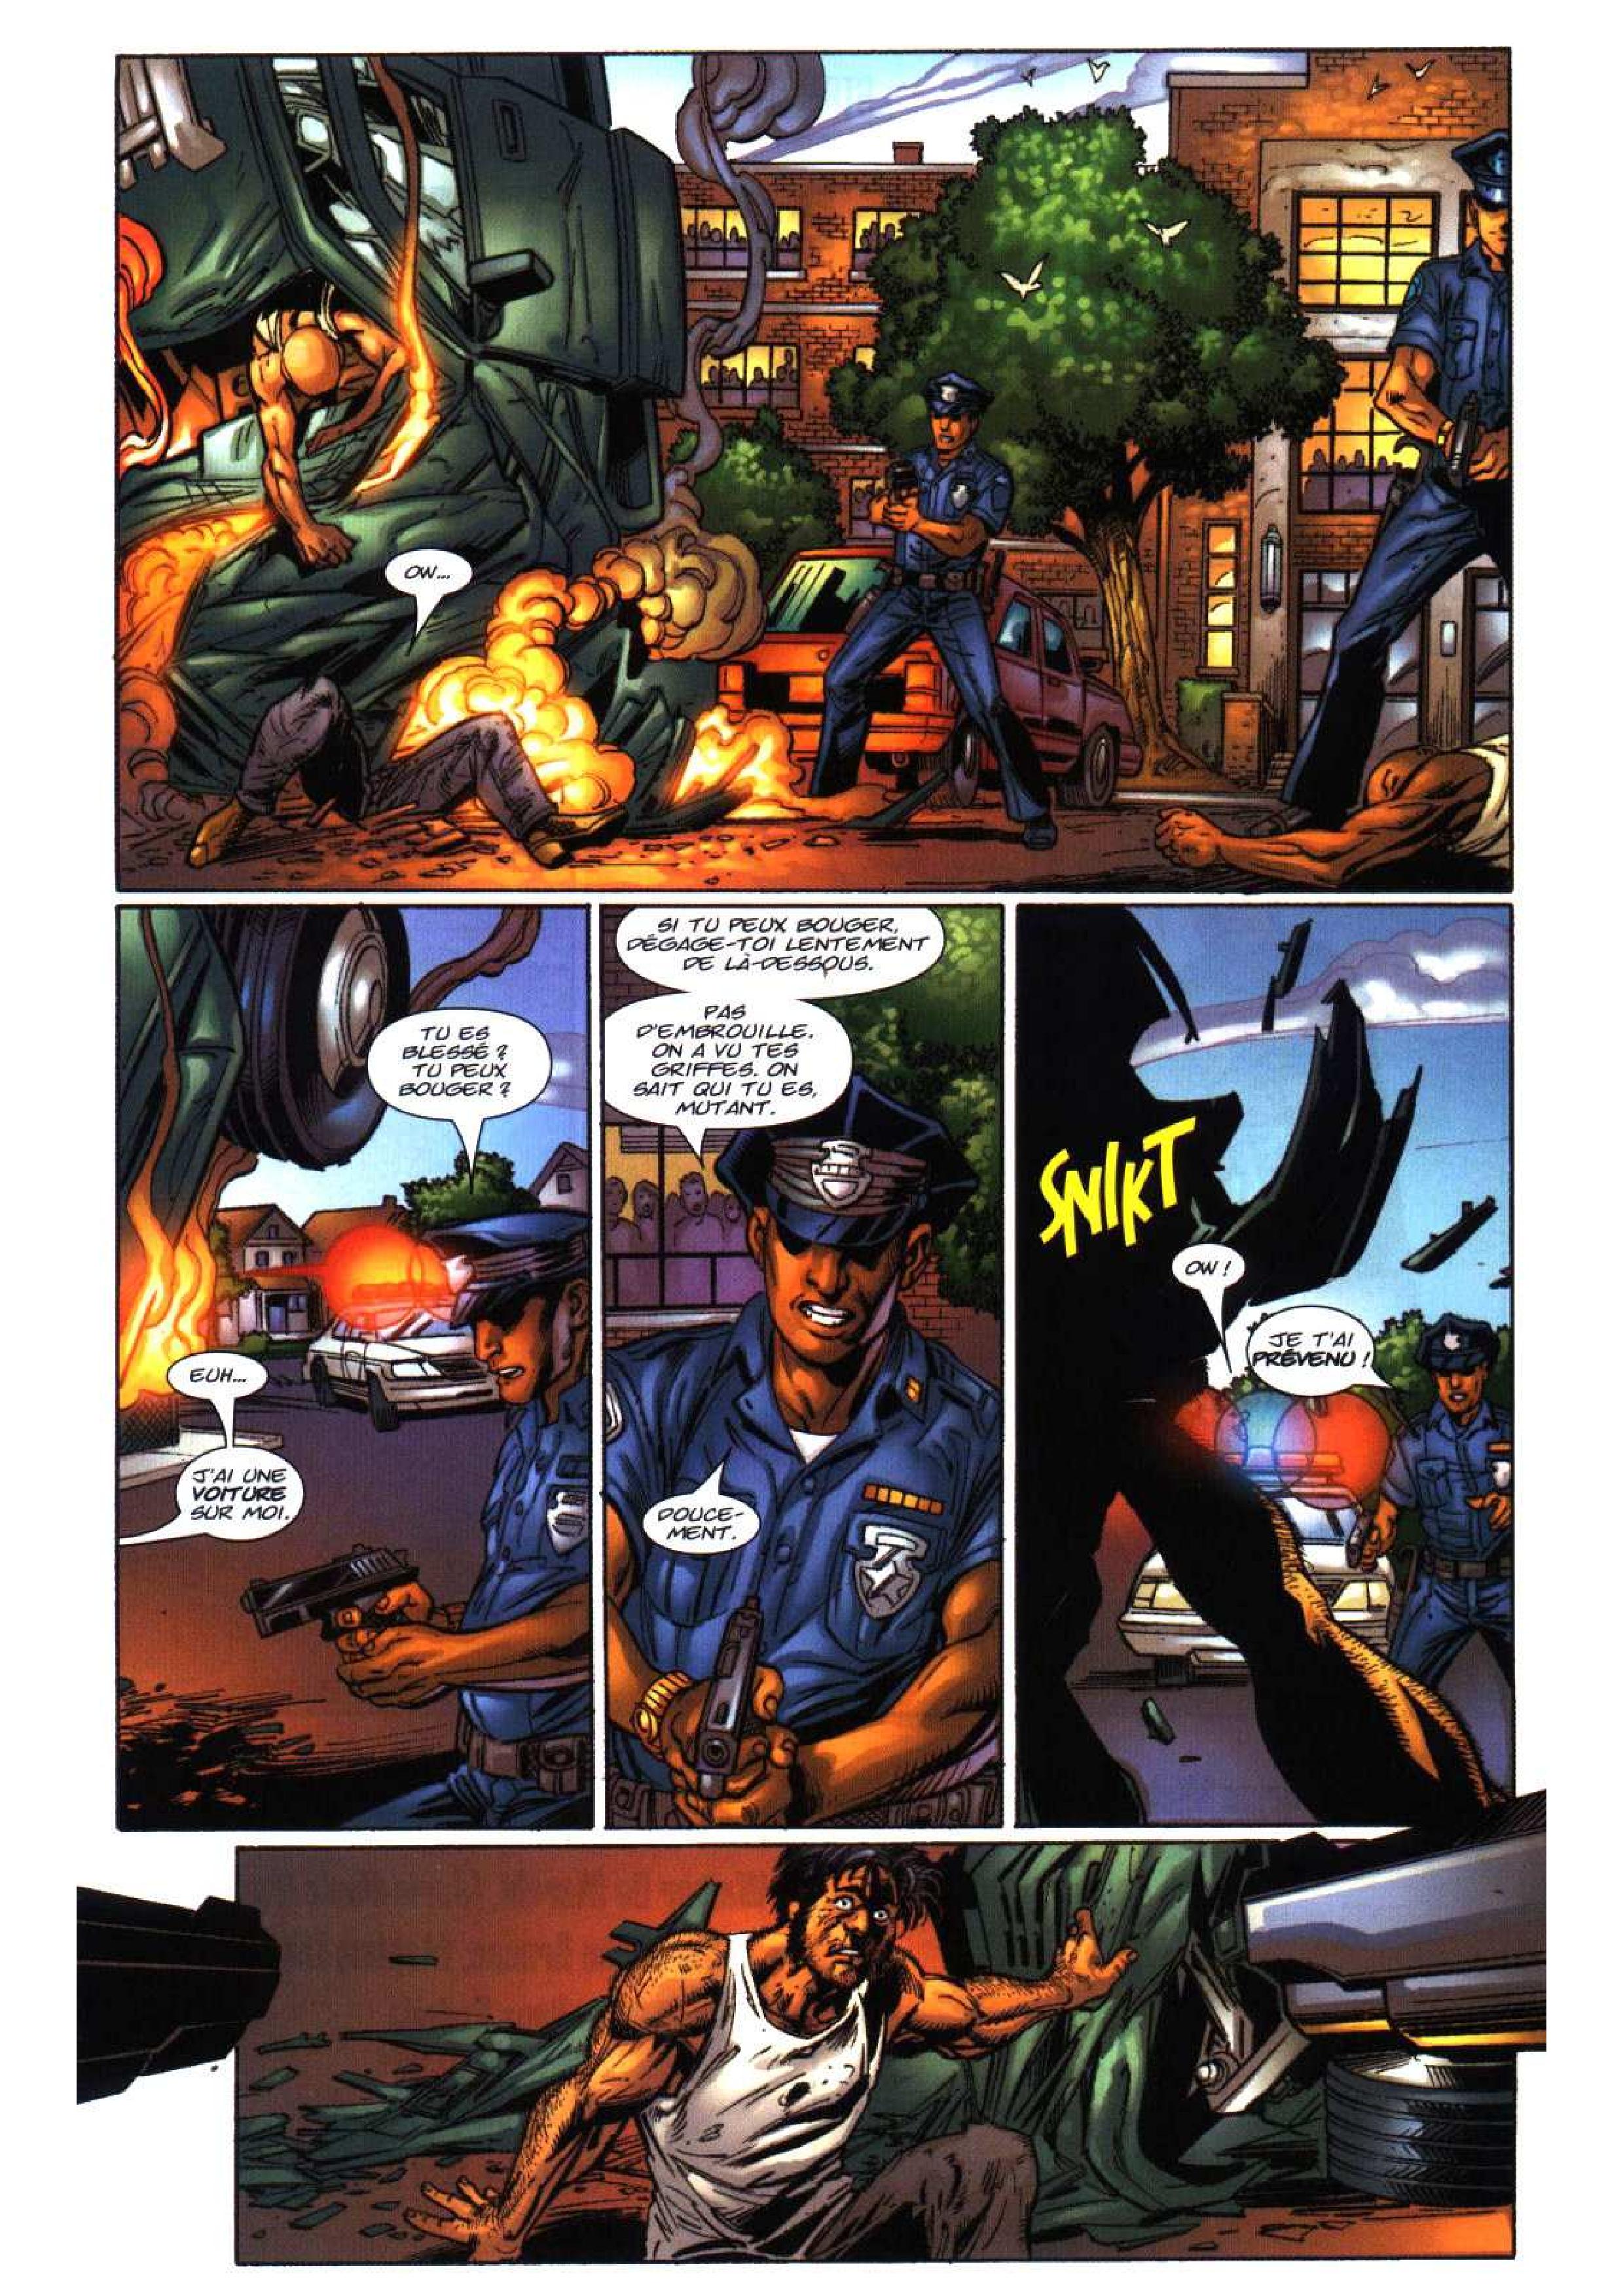 OW...
TU ES
BLESSÉ ?
TU PEUX
BOUGER ?
EUH...
J'AI UNE
VOITURE
SUR MOI.
SI TU PEUX BOUGER,
DÉGAGE-TOI LENTEMENT
DE LÀ-DESSOUS.
PAS
D'EMBROUILLE.
ON A VU TES
GRIFFES. ON
SAIT QUI TU ES,
MUTANT.
DOUCE-
MENT.
SNIKT
OW !
JE T'AI
PRÉVENU !